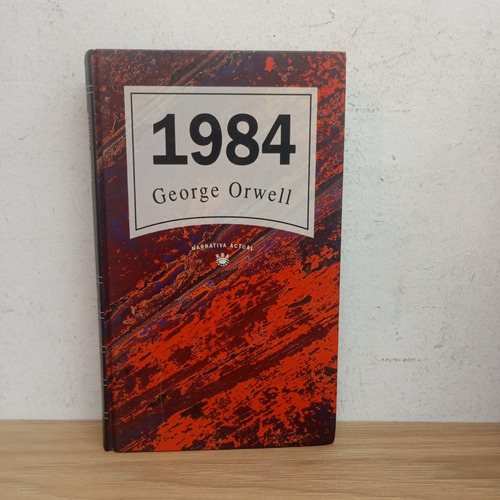 1984
George Orwell
NARRATIVA ACTUAL
RBA